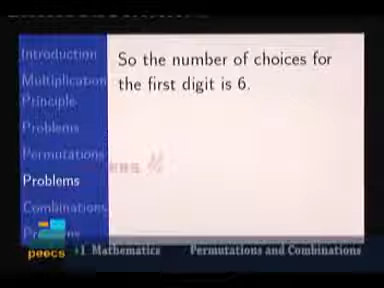 Introduction
Multiplication
Principle
Problems
Permutations
Problems
Combinations
So the number of choices for
the first digit is 6.
peecs
+1 Mathematics
Permutations and Combinations